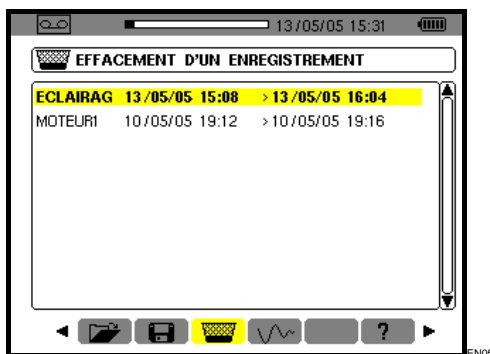 13/05/05 15:31
EFFACEMENT D'UN ENREGISTREMENT
ECLAIRAG 13/05/05 15:08 >13/05/05 16:04
MOTEUR1 10/05/05 19:12 >10/05/05 19:16
?